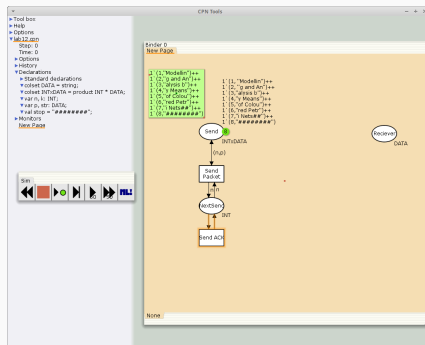 CPN Tools
Tool box
Help
Options
lab12.cpn
Step: 0
Time: 0
Options
History
Declarations
Standard declarations
colset DATA = string;
colset INTxDATA = product INT * DATA;
var n, k: INT;
var p, str: DATA;
val stop = "########";
Monitors
New Page
Binder 0
New Page
1`(1,"Modellin")++
1`(2,"g and An")++
1`(3,"alysis b")++
1`(4,"y Means")++
1`(5,"of Colou")++
1`(6,"red Petr")++
1`(7,"i Nets##")++
1`(8,"########")
1`(1,"Modellin")++
1`(2,"g and An")++
1`(3,"alysis b")++
1`(4,"y Means")++
1`(5,"of Colou")++
1`(6,"red Petr")++
1`(7,"i Nets##")++
1`(8,"########")
Send
8
INTxDATA
Reciever
DATA
(n,p)
Send
Packet
n
n
NextSend
INT
Send ACK
Sim
ML!
None